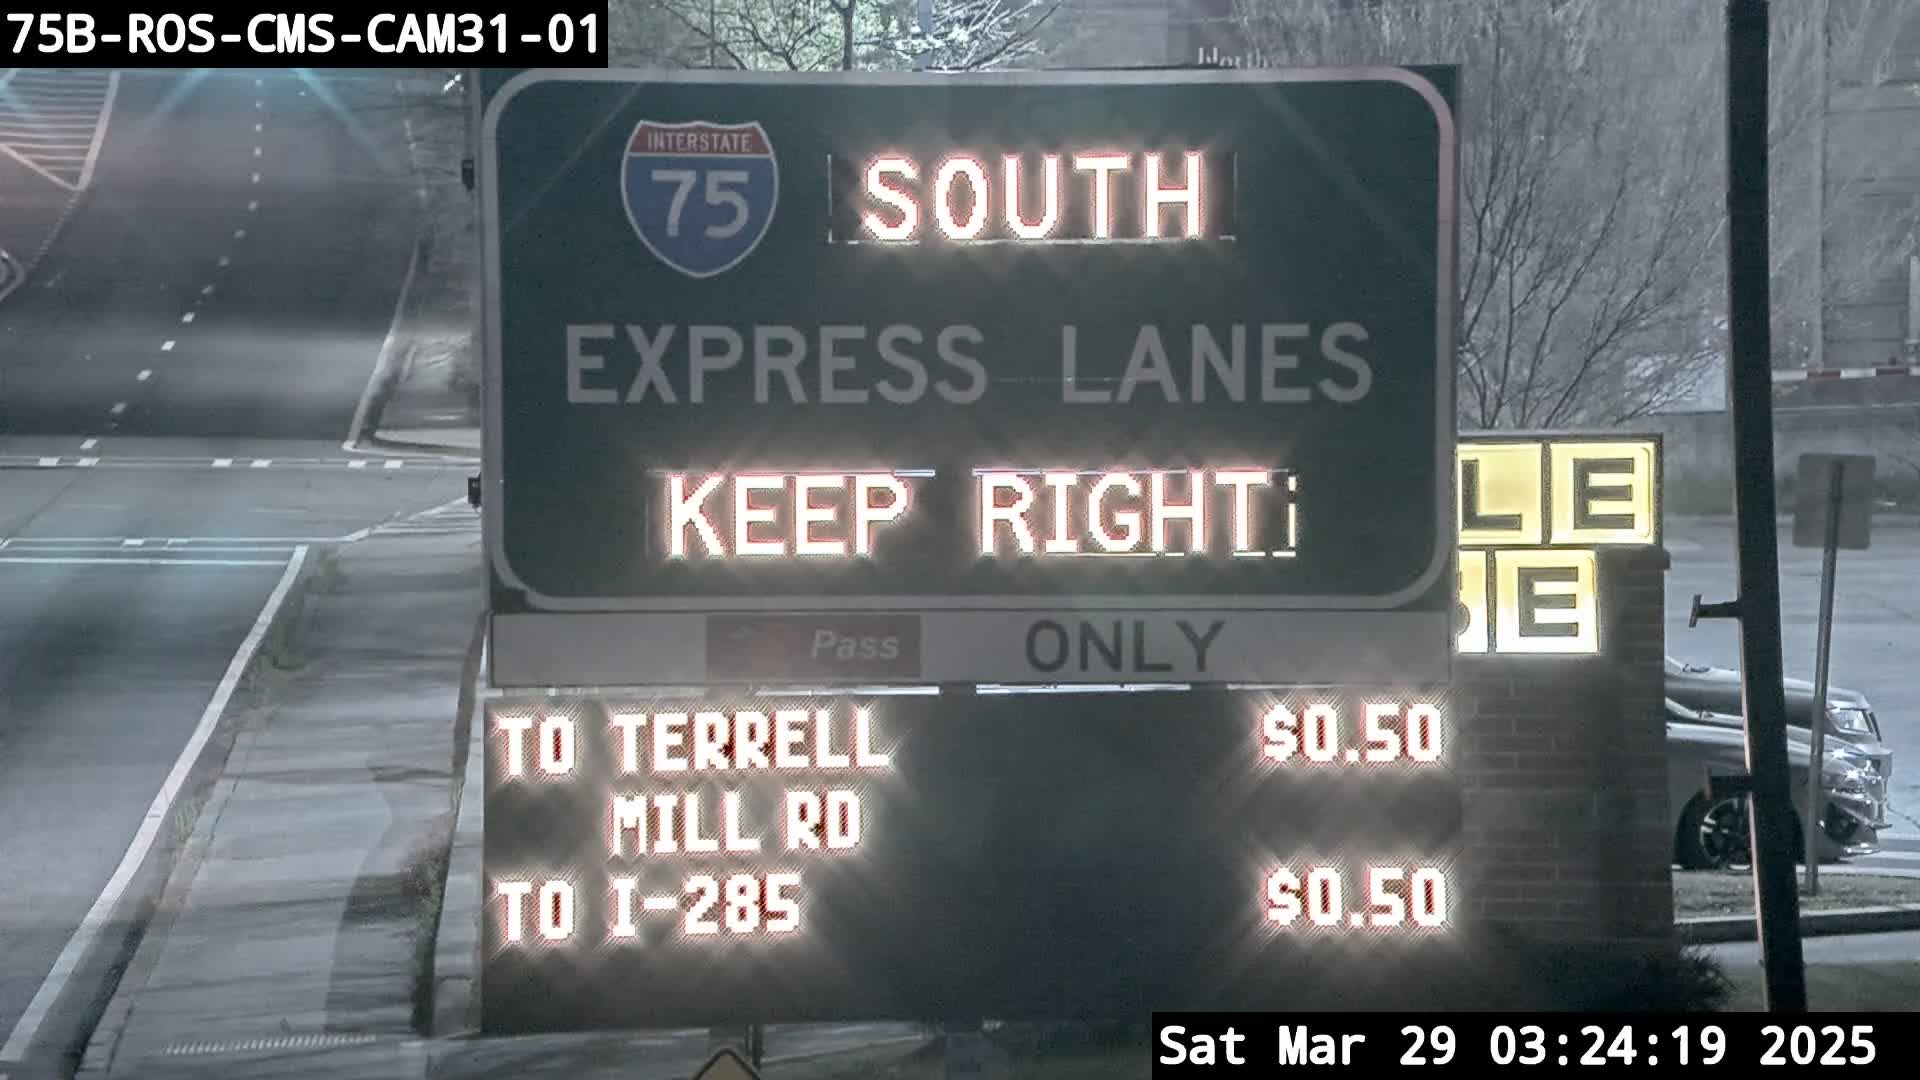 75B-ROS-CMS-CAM31-01
INTERSTATE
75
SOUTH
EXPRESS LANES
KEEP RIGHT
Pass ONLY
TO TERRELL $0.50
MILL RD
TO I-285 $0.50
LE
E
Sat Mar 29 03:24:19 2025